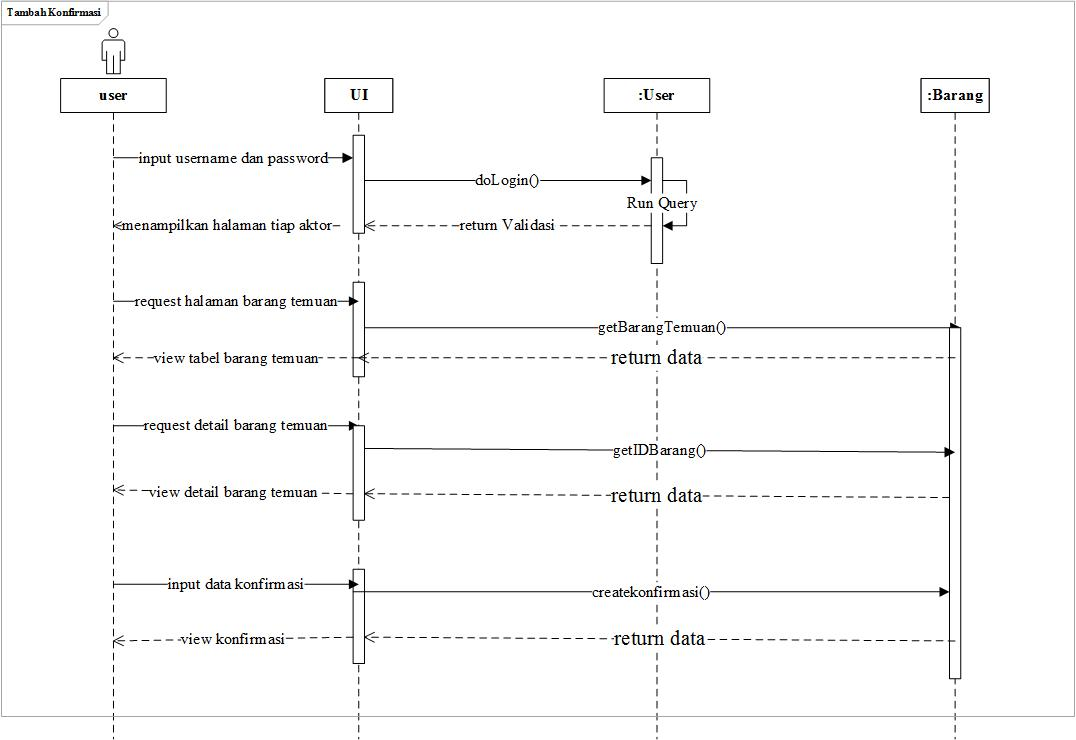 Tambah Konfirmasi
user
UI
:User
:Barang
input username dan password
doLogin()
Run Query
menampilkan halaman tiap aktor
return Validasi
request halaman barang temuan
getBarangTemuan()
view tabel barang temuan
return data
request detail barang temuan
getIDBarang()
view detail barang temuan
return data
input data konfirmasi
createkonfirmasi()
view konfirmasi
return data